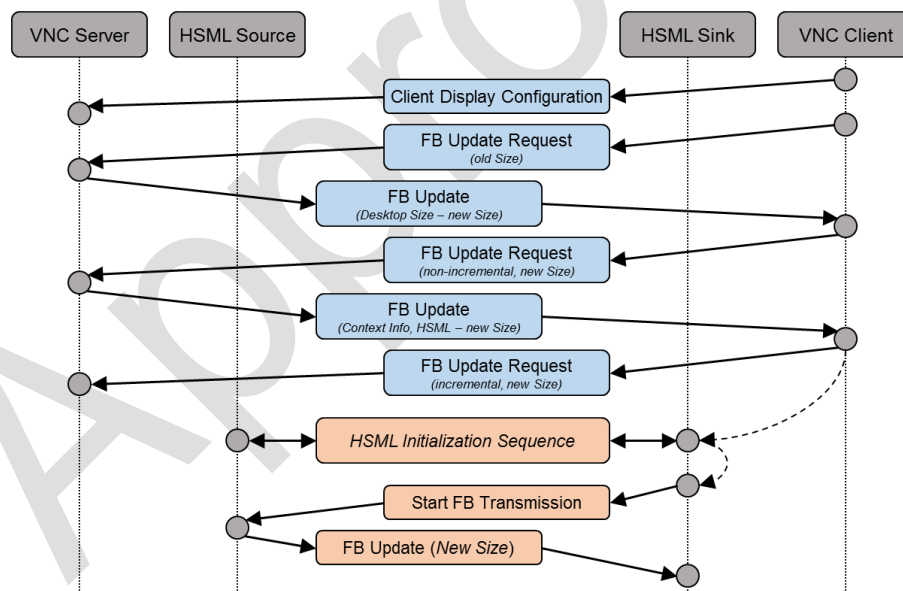 VNC Server
HSML Source
HSML Sink
VNC Client
Client Display Configuration
FB Update Request
(old Size)
FB Update
(Desktop Size – new Size)
FB Update Request
(non-incremental, new Size)
FB Update
(Context Info, HSML – new Size)
FB Update Request
(incremental, new Size)
HSML Initialization Sequence
Start FB Transmission
FB Update (New Size)
Appro